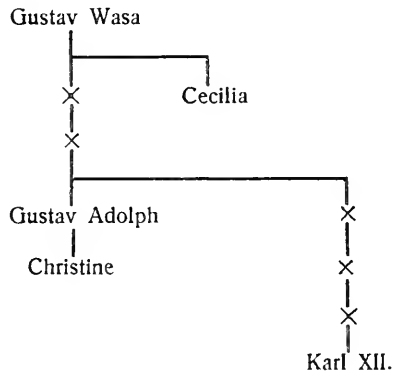 Gustav Wasa
Cecilia
Gustav Adolph
Christine
Karl XII.